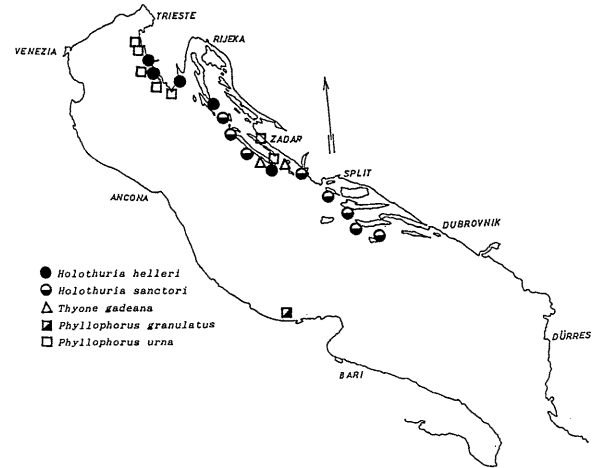 TRIESTE
RIJEKA
VENEZIA
ZADAR
SPLIT
ANCONA
DUBROVNIK
Holothuria helleri
Holothuria sanctori
Thyone gadeana
Phyllophorus granulatus
Phyllophorus urna
DÜRRES
BARI